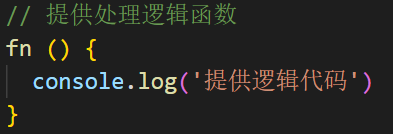 // 提供处理逻辑函数
fn () {
  console.log('提供逻辑代码')
}